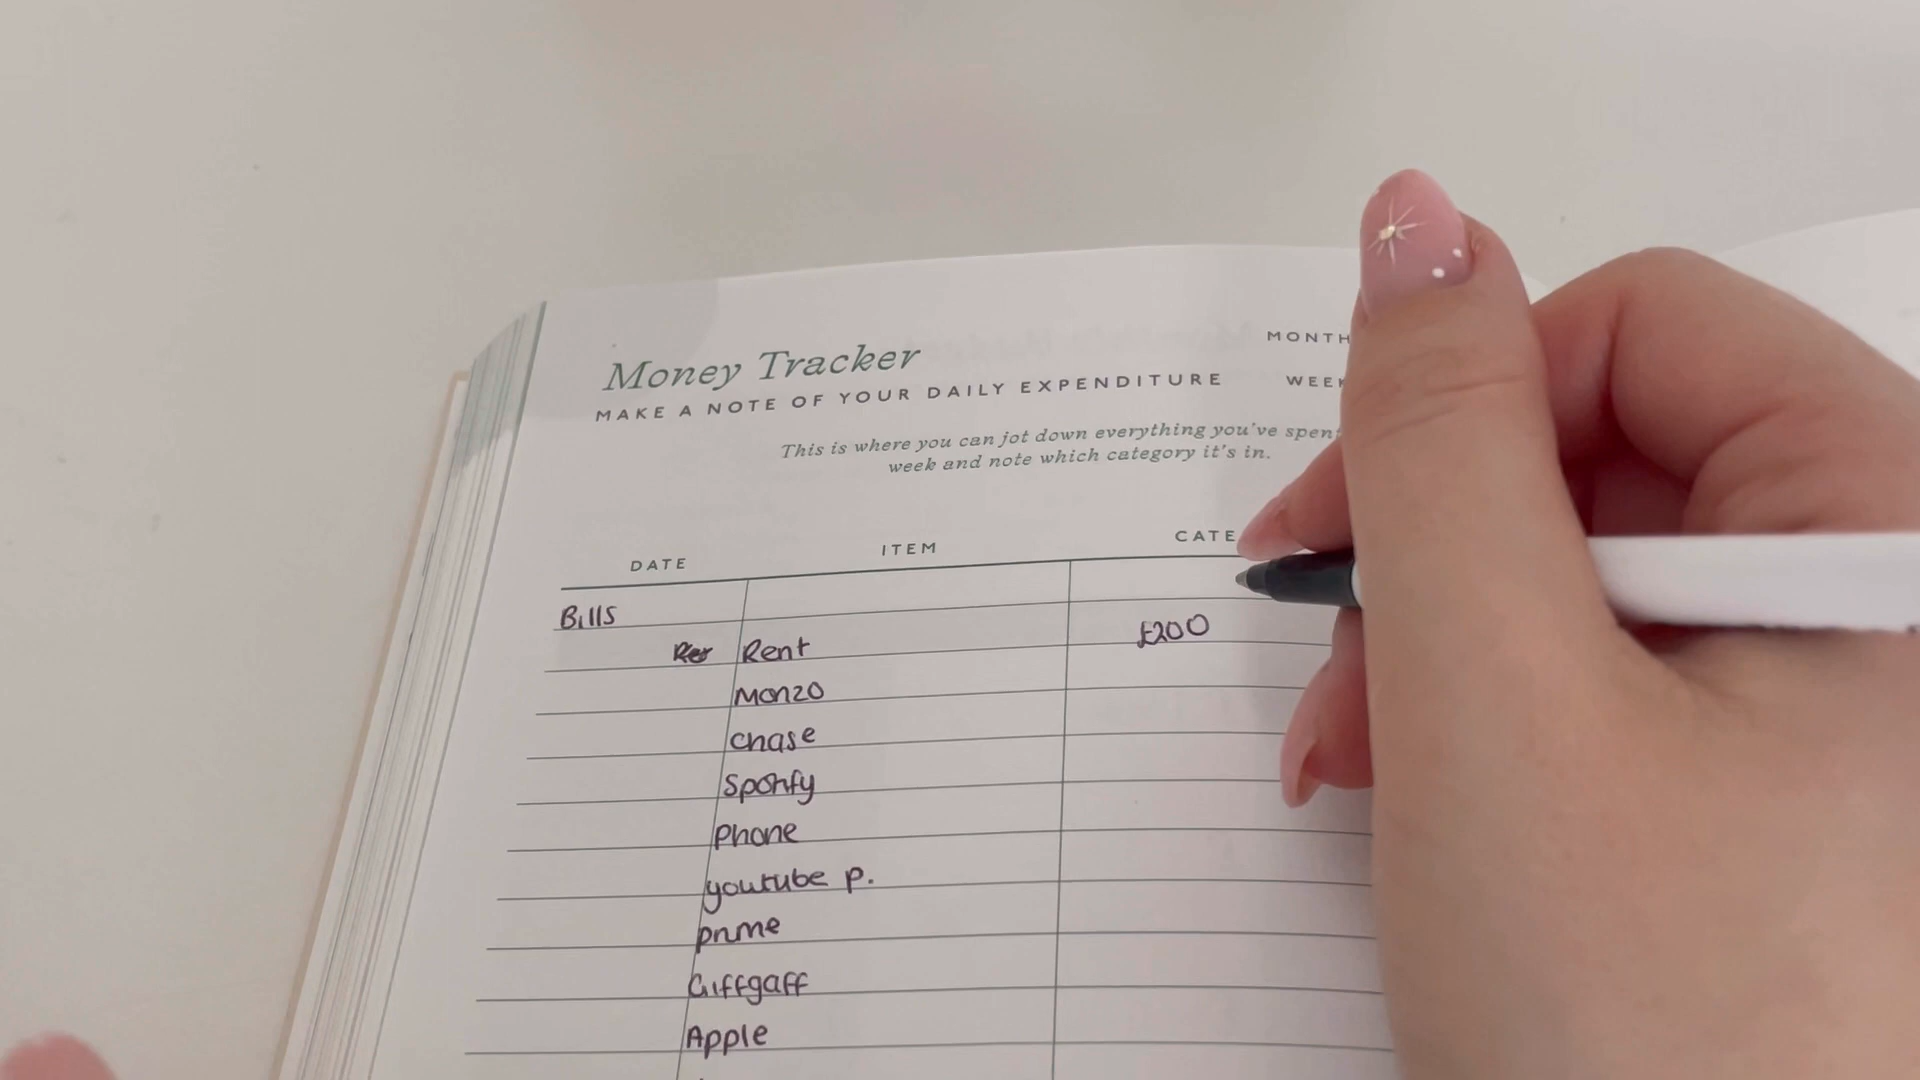 MONTH
Money Tracker
MAKE A NOTE OF YOUR DAILY EXPENDITURE
WEEK
This is where you can jot down everything you've spent
week and note which category it's in.
DATE ITEM CATE
Bills
Rent £200
Monzo
chase
Spotify
Phone
youtube p.
prime
Giffgaff
Apple